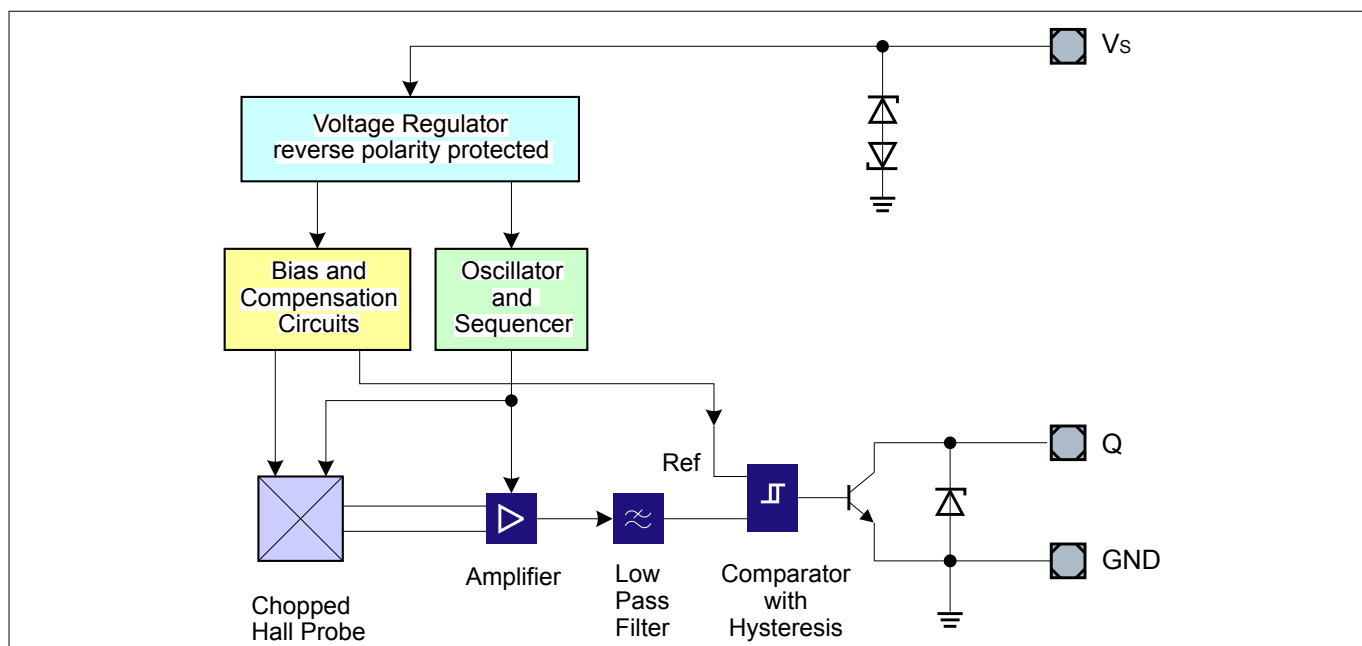 Vs
Voltage Regulator
reverse polarity protected
Bias and
Compensation
Circuits
Oscillator
and
Sequencer
Ref
Q
Amplifier
Low
Pass
Filter
Comparator
with
Hysteresis
GND
Chopped
Hall Probe